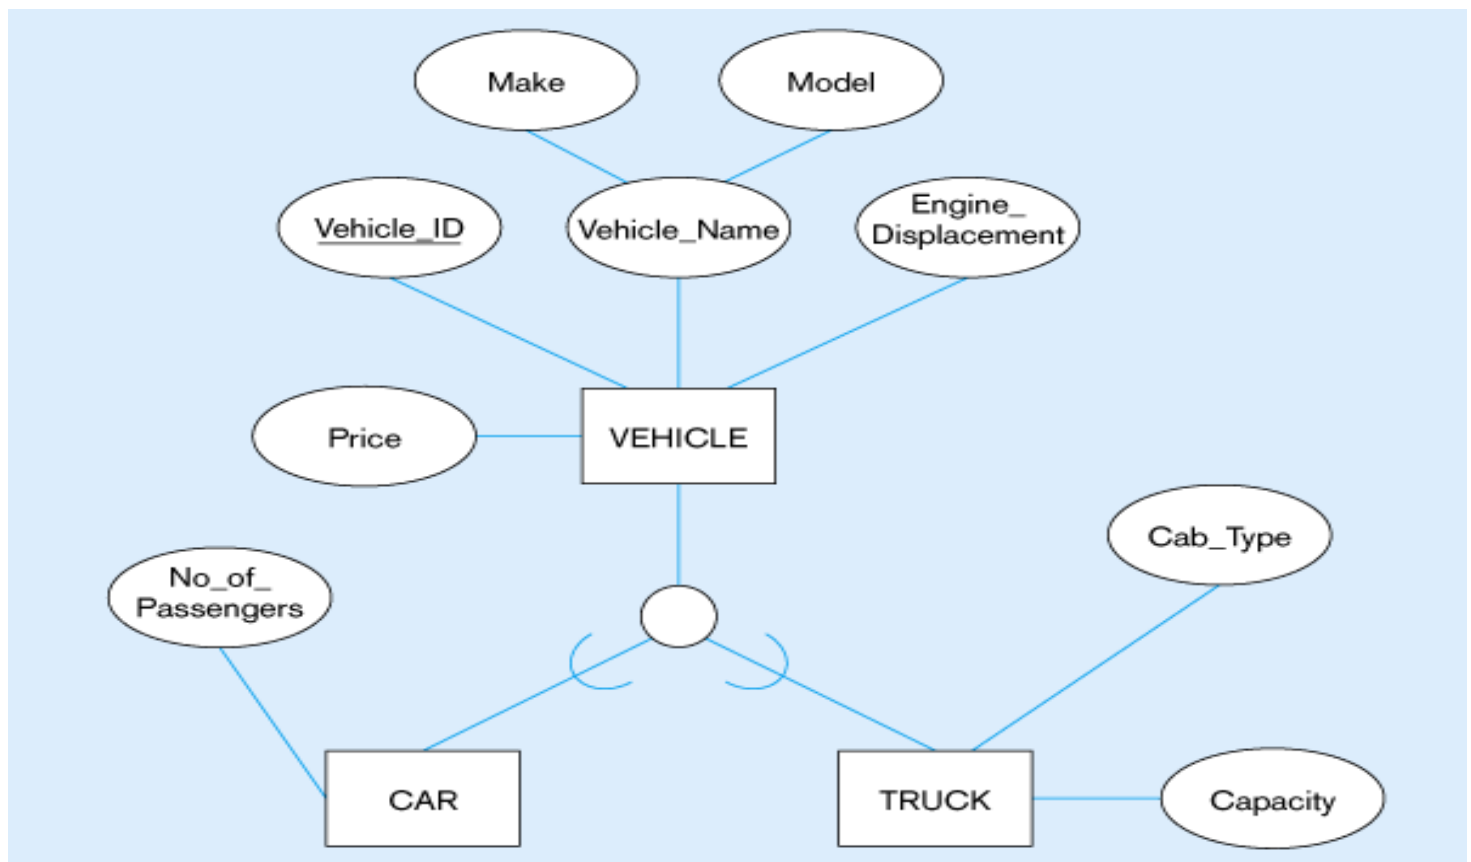 Make
Model
Vehicle_ID
Vehicle_Name
Engine_
Displacement
Price
VEHICLE
Cab_Type
No_of_
Passengers
CAR
TRUCK
Capacity